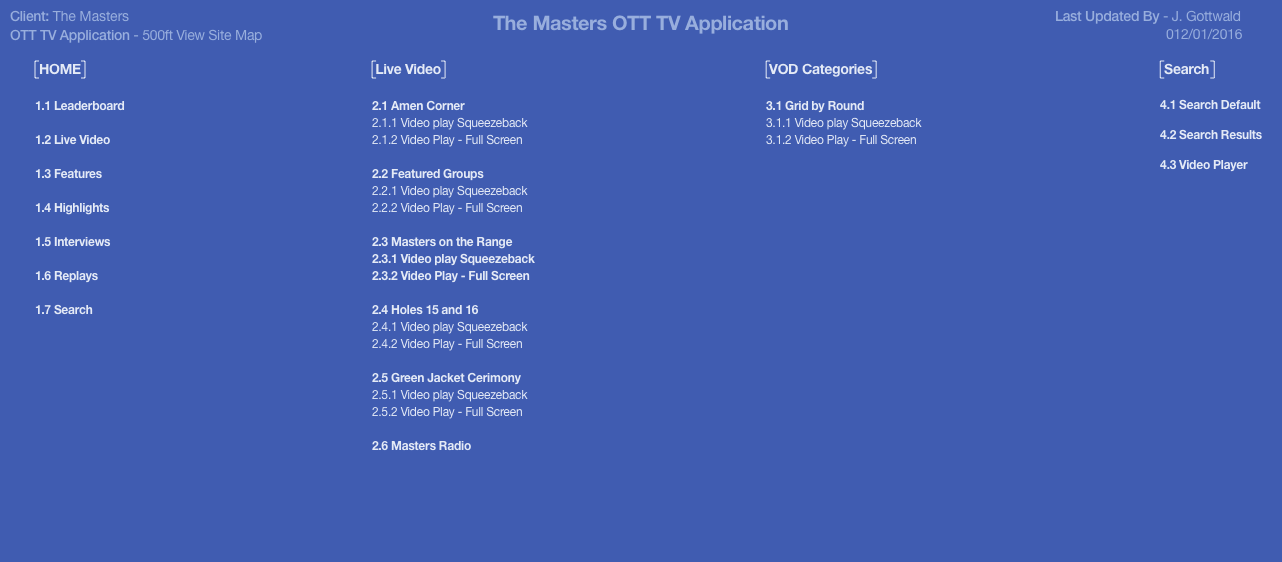 Client: The Masters
OTT TV Application - 500ft View Site Map
The Masters OTT TV Application
Last Updated By - J. Gottwald
012/01/2016
[HOME]
1.1 Leaderboard
1.2 Live Video
1.3 Features
1.4 Highlights
1.5 Interviews
1.6 Replays
1.7 Search
[Live Video]
2.1 Amen Corner
2.1.1 Video play Squeezeback
2.1.2 Video Play - Full Screen
2.2 Featured Groups
2.2.1 Video play Squeezeback
2.2.2 Video Play - Full Screen
2.3 Masters on the Range
2.3.1 Video play Squeezeback
2.3.2 Video Play - Full Screen
2.4 Holes 15 and 16
2.4.1 Video play Squeezeback
2.4.2 Video Play - Full Screen
2.5 Green Jacket Cerimony
2.5.1 Video play Squeezeback
2.5.2 Video Play - Full Screen
2.6 Masters Radio
[VOD Categories]
3.1 Grid by Round
3.1.1 Video play Squeezeback
3.1.2 Video Play - Full Screen
[Search]
4.1 Search Default
4.2 Search Results
4.3 Video Player